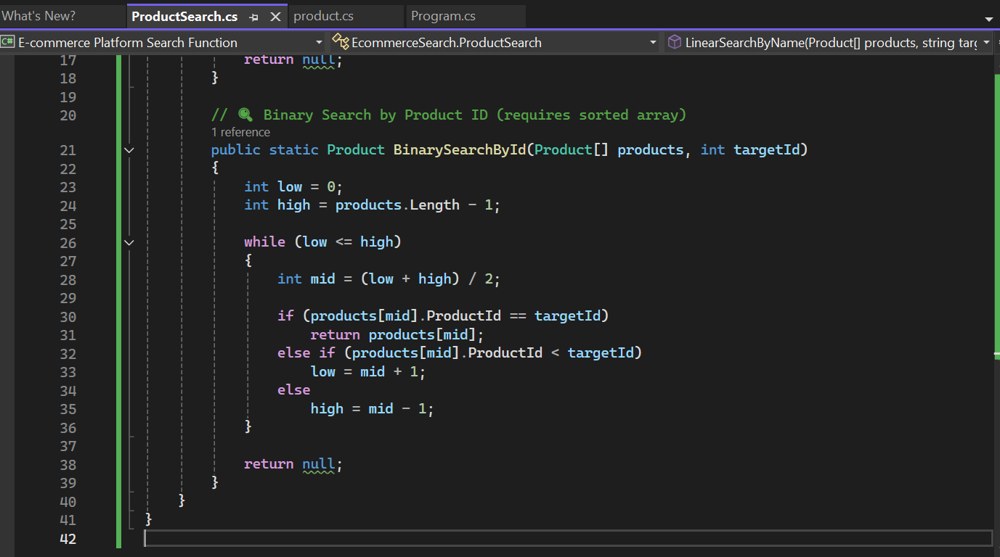 What's New?
ProductSearch.cs
product.cs
Program.cs
C# E-commerce Platform Search Function
EcommerceSearch.ProductSearch
LinearSearchByName(Product[] products, string targ
17 return null;
18 }
19
20 // 🔍 Binary Search by Product ID (requires sorted array)
1 reference
21 public static Product BinarySearchById(Product[] products, int targetId)
22 {
23 int low = 0;
24 int high = products.Length - 1;
25
26 while (low <= high)
27 {
28 int mid = (low + high) / 2;
29
30 if (products[mid].ProductId == targetId)
31 return products[mid];
32 else if (products[mid].ProductId < targetId)
33 low = mid + 1;
34 else
35 high = mid - 1;
36 }
37
38 return null;
39 }
40 }
41 }
42